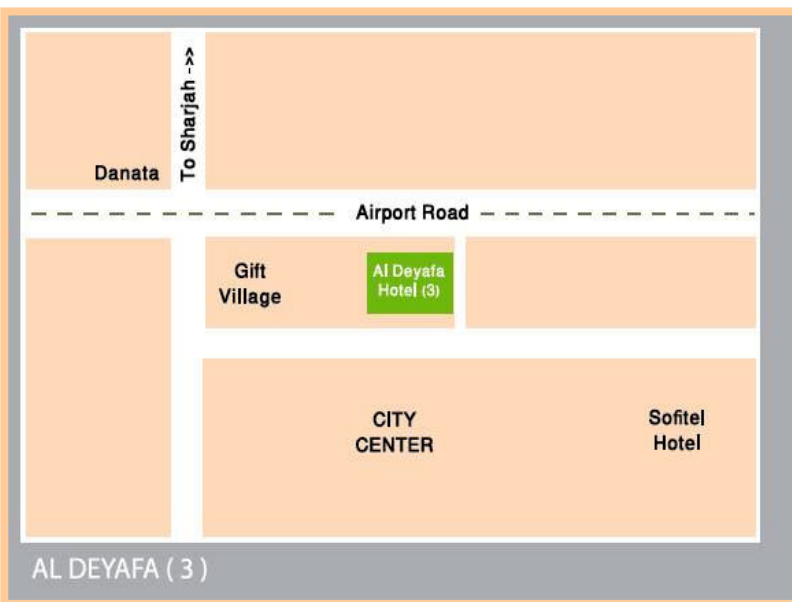 To Sharjah ->>
Danata
Airport Road
Gift
Village
Al Deyafa
Hotel (3)
CITY
CENTER
Sofitel
Hotel
AL DEYAFA ( 3 )